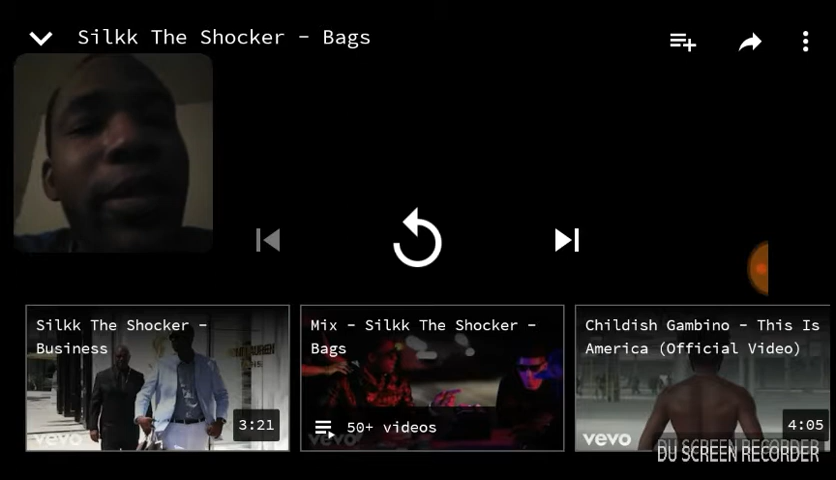 Silkk The Shocker - Bags
Silkk The Shocker -
Business
3:21
vevo
Mix - Silkk The Shocker -
Bags
50+ videos
vevo
Childish Gambino - This Is
America (Official Video)
4:05
vevo
DU SCREEN RECORDER